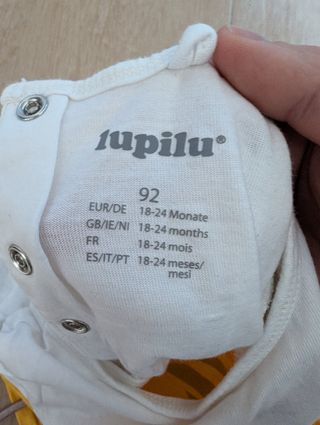 lupilu®
92
EUR/DE 18-24 Monate
GB/IE/NI 18-24 months
FR 18-24 mois
ES/IT/PT 18-24 meses/
mesi